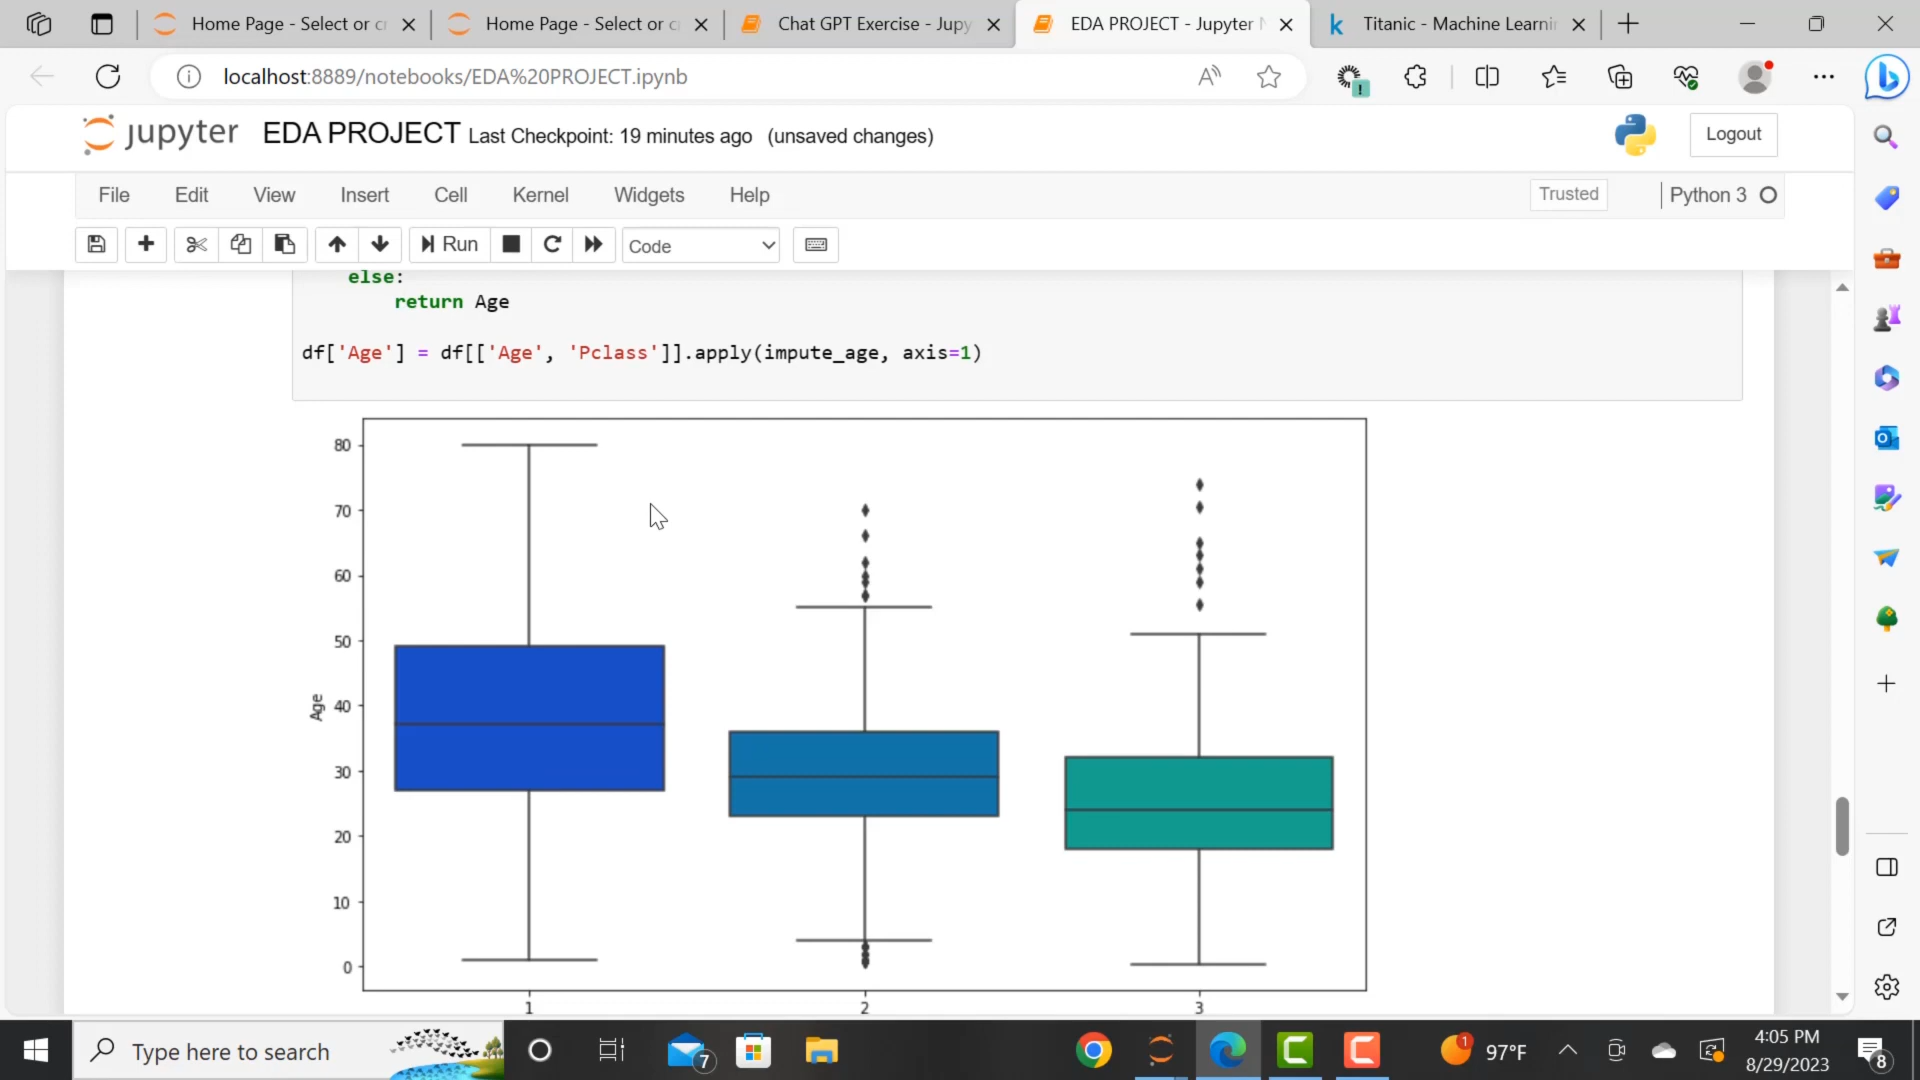 Home Page - Select or c
Home Page - Select or c
Chat GPT Exercise - Jupy
EDA PROJECT - Jupyter
Titanic - Machine Learni
localhost:8889/notebooks/EDA%20PROJECT.ipynb
jupyter EDA PROJECT Last Checkpoint: 19 minutes ago (unsaved changes)
Logout
File Edit View Insert Cell Kernel Widgets Help
Trusted
Python 3
Run
Code
else:
return Age
df['Age'] = df[['Age', 'Pclass']].apply(impute_age, axis=1)
80
70
60
50
40
30
20
10
0
Age
1 2 3
Type here to search
7
1
97°F
4:05 PM
8/29/2023
8